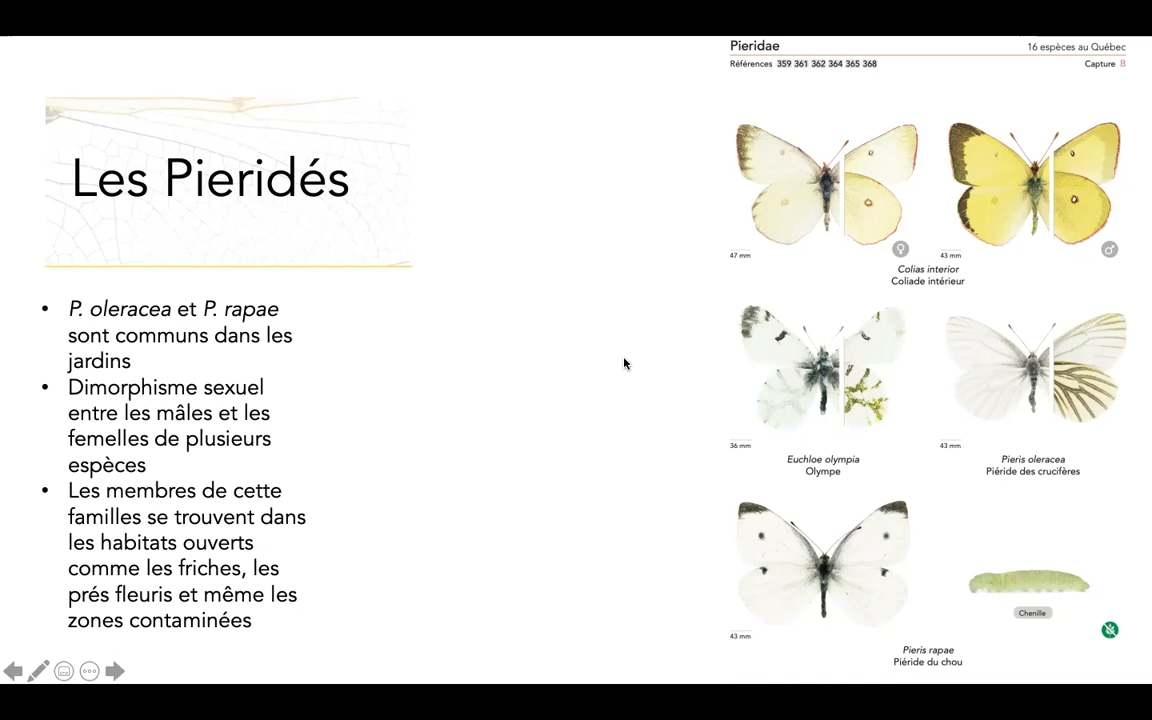 Les Pieridés
• P. oleracea et P. rapae
sont communs dans les
jardins
• Dimorphisme sexuel
entre les mâles et les
femelles de plusieurs
espèces
• Les membres de cette
familles se trouvent dans
les habitats ouverts
comme les friches, les
prés fleuris et même les
zones contaminées
Pieridae
16 espèces au Québec
Références 359 361 362 364 365 368
Capture B
47 mm
♀
43 mm
♂
Colias interior
Coliade intérieur
36 mm
43 mm
Euchloe olympia
Olympe
Pieris oleracea
Piéride des crucifères
Chenille
43 mm
Pieris rapae
Piéride du chou